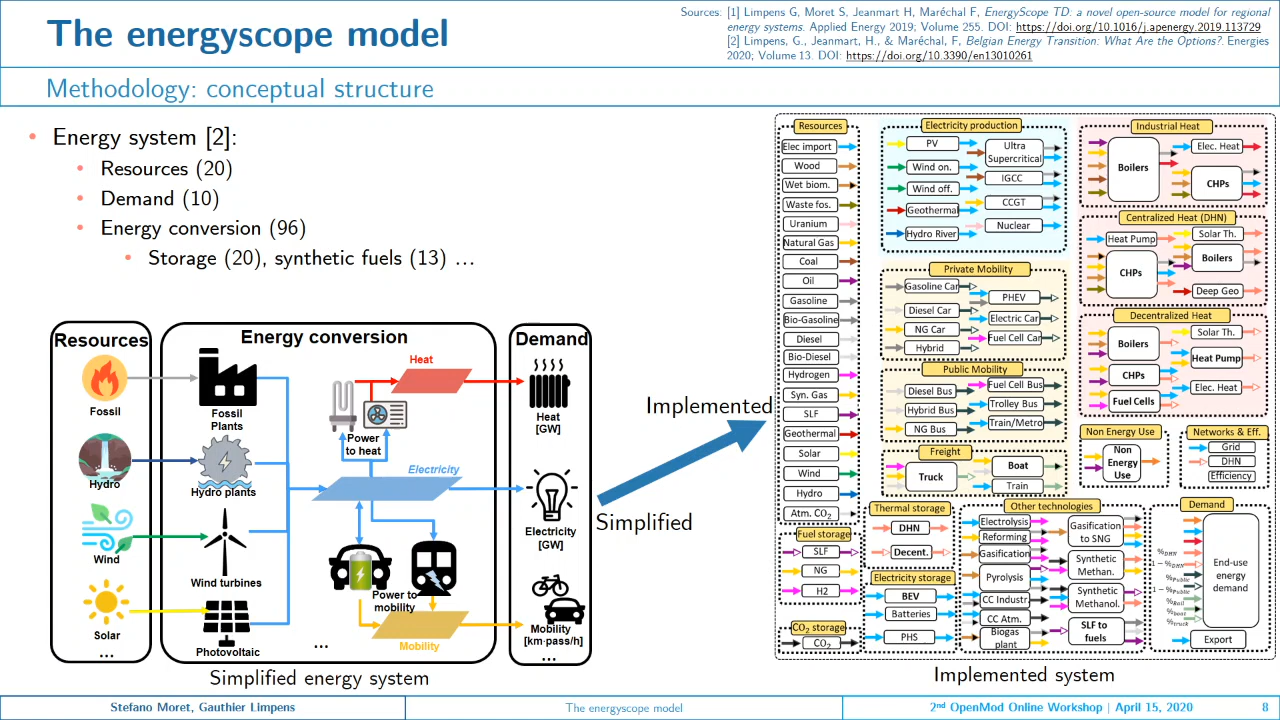 The energyscope model
Sources: [1] Limpens G, Moret S, Jeanmart H, Maréchal F, EnergyScope TD: a novel open-source model for regional
energy systems. Applied Energy 2019; Volume 255. DOI: https://doi.org/10.1016/j.apenergy.2019.113729
[2] Limpens, G., Jeanmart, H., & Maréchal, F, Belgian Energy Transition: What Are the Options?. Energies
2020; Volume 13. DOI: https://doi.org/10.3390/en13010261
Methodology: conceptual structure
• Energy system [2]:
• Resources (20)
• Demand (10)
• Energy conversion (96)
• Storage (20), synthetic fuels (13) ...
Resources
Fossil
Hydro
Wind
Solar
...
Energy conversion
Fossil
Plants
Hydro plants
Wind turbines
Photovoltaic
...
Heat
Power
to heat
Electricity
Power to
mobility
Mobility
Demand
Heat
[GW]
Electricity
[GW]
Mobility
[km·pass/h]
...
Simplified energy system
Implemented
Simplified
Resources
Elec import
Wood
Wet biom.
Waste fos.
Uranium
Natural Gas
Coal
Oil
Gasoline
Bio-Gasoline
Diesel
Bio-Diesel
Hydrogen
Syn. Gas
SLF
Geothermal
Solar
Wind
Hydro
Atm. CO2
Fuel storage
SLF
NG
H2
CO2 storage
CO2
Electricity production
PV
Wind on.
Wind off.
Geothermal
Hydro River
Ultra
Supercritical
IGCC
CCGT
Nuclear
Private Mobility
Gasoline Car
Diesel Car
NG Car
Hybrid
PHEV
Electric Car
Fuel Cell Car
Public Mobility
Diesel Bus
Hybrid Bus
NG Bus
Fuel Cell Bus
Trolley Bus
Train/Metro
Freight
Truck
Boat
Train
Thermal storage
DHN
Decent.
Electricity storage
BEV
Batteries
PHS
Other technologies
Electrolysis
Reforming
Gasification
Pyrolysis
CC Industr.
CC Atm.
Biogas
plant
Gasification
to SNG
Synthetic
Methan.
Synthetic
Methanol.
SLF to
fuels
Industrial Heat
Boilers
Elec. Heat
CHPs
Centralized Heat (DHN)
Heat Pump
CHPs
Solar Th.
Boilers
Deep Geo
Decentralized Heat
Boilers
CHPs
Fuel Cells
Solar Th.
Heat Pump
Elec. Heat
Non Energy Use
Non
Energy
Use
Networks & Eff.
Grid
DHN
Efficiency
Demand
%DHN
1 − %DHN
%Public
1 − %Public
%Rail
%boat
%truck
End-use
energy
demand
Export
Implemented system
Stefano Moret, Gauthier Limpens
The energyscope model
2nd OpenMod Online Workshop | April 15, 2020
8